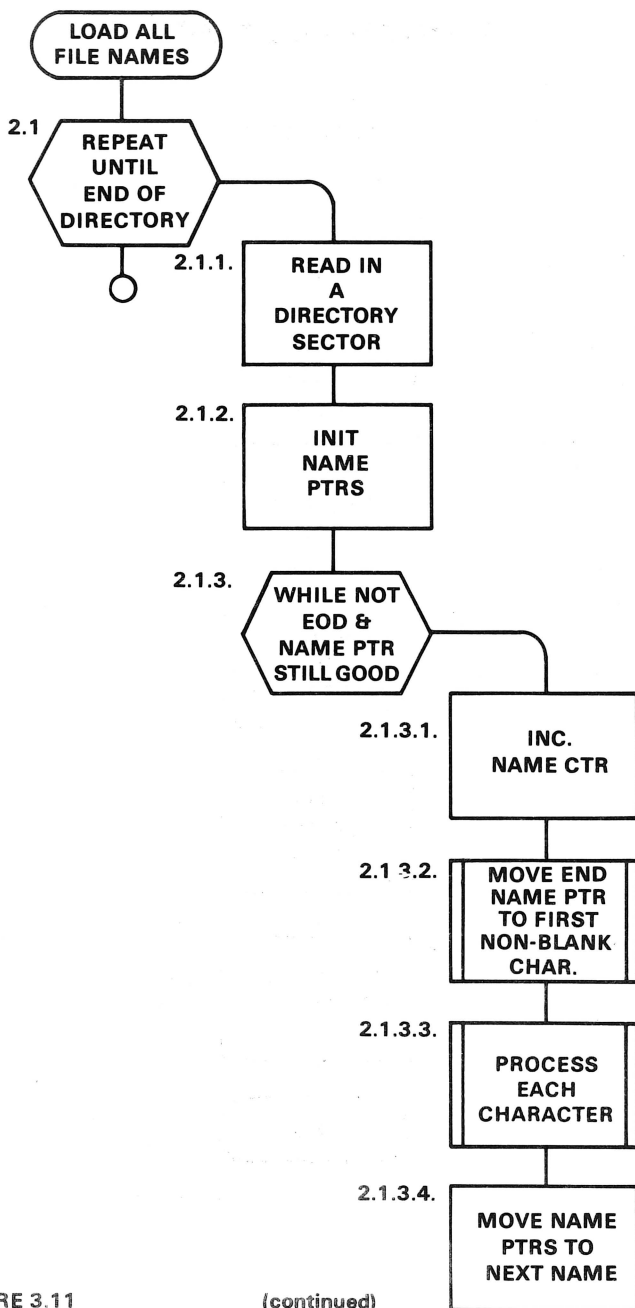 LOAD ALL
FILE NAMES
2.1
REPEAT
UNTIL
END OF
DIRECTORY
2.1.1.
READ IN
A
DIRECTORY
SECTOR
2.1.2.
INIT
NAME
PTRS
2.1.3.
WHILE NOT
EOD &
NAME PTR
STILL GOOD
2.1.3.1.
INC.
NAME CTR
2.1 3.2.
MOVE END
NAME PTR
TO FIRST
NON-BLANK
CHAR.
2.1.3.3.
PROCESS
EACH
CHARACTER
2.1.3.4.
MOVE NAME
PTRS TO
NEXT NAME
RE 3.11 (continued)